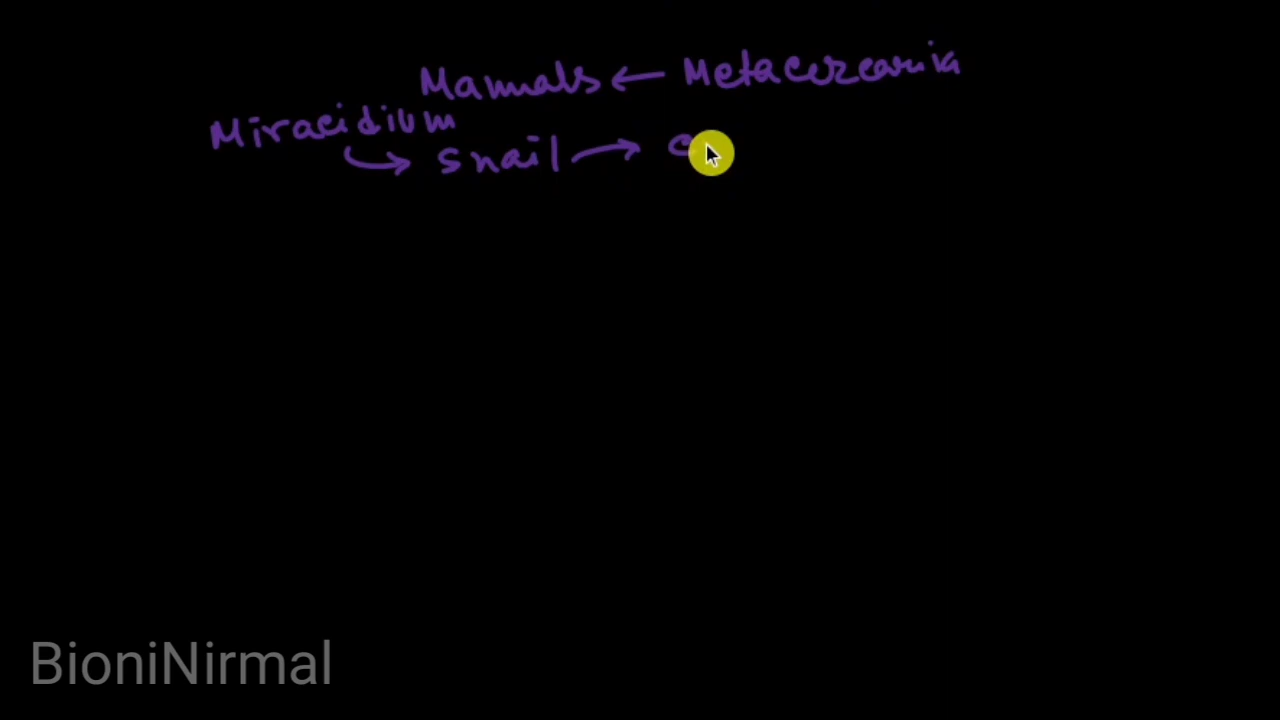 Mamals ← Metacercaria
Miracidium
↳ Snail → c
BioniNirmal